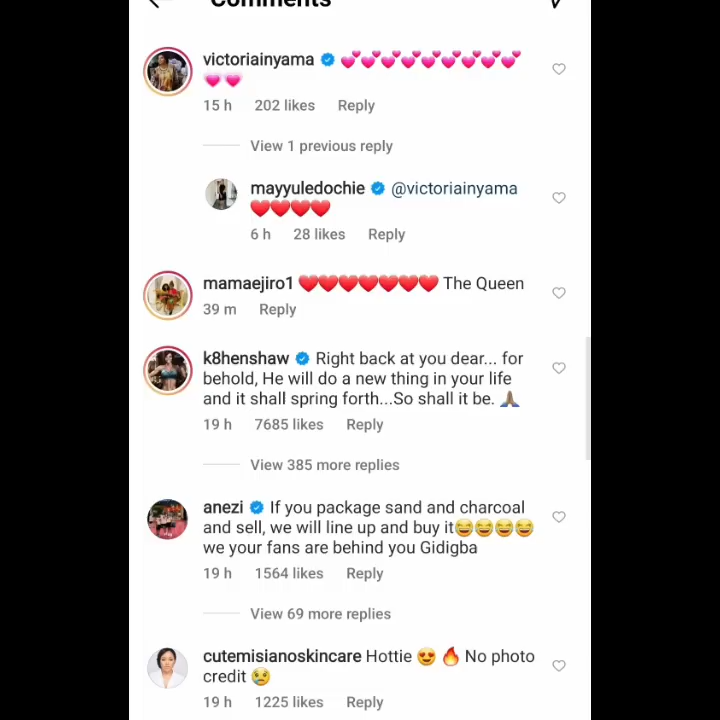 Comments
victoriainyama 💕💕💕💕💕💕💕💕💕
💗💗
15 h 202 likes Reply
View 1 previous reply
mayyuledochie @victoriainyama
❤️❤️❤️❤️
6 h 28 likes Reply
mamaejiro1 ❤️❤️❤️❤️❤️❤️❤️ The Queen
39 m Reply
k8henshaw Right back at you dear... for
behold, He will do a new thing in your life
and it shall spring forth...So shall it be. 🙏🏾
19 h 7685 likes Reply
View 385 more replies
anezi If you package sand and charcoal
and sell, we will line up and buy it😂😂😂😂
we your fans are behind you Gidigba
19 h 1564 likes Reply
View 69 more replies
cutemisianoskincare Hottie 😍 🔥 No photo
credit 😢
19 h 1225 likes Reply